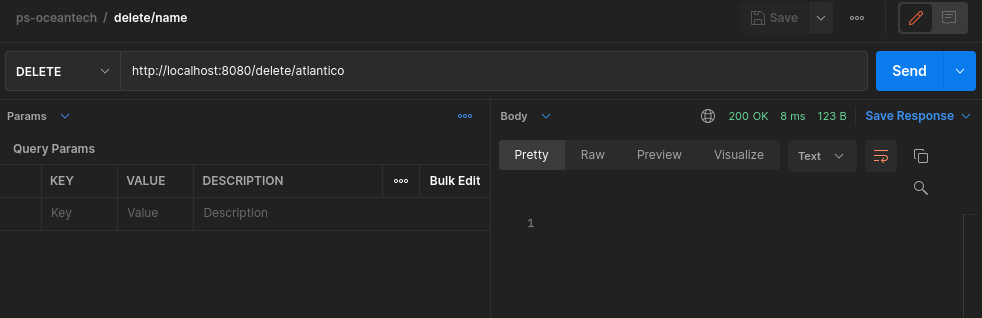 ps-oceantech / delete/name
Save
DELETE
http://localhost:8080/delete/atlantico
Send
Params
Query Params
KEY VALUE DESCRIPTION Bulk Edit
Key Value Description
Body
200 OK 8 ms 123 B Save Response
Pretty Raw Preview Visualize Text
1